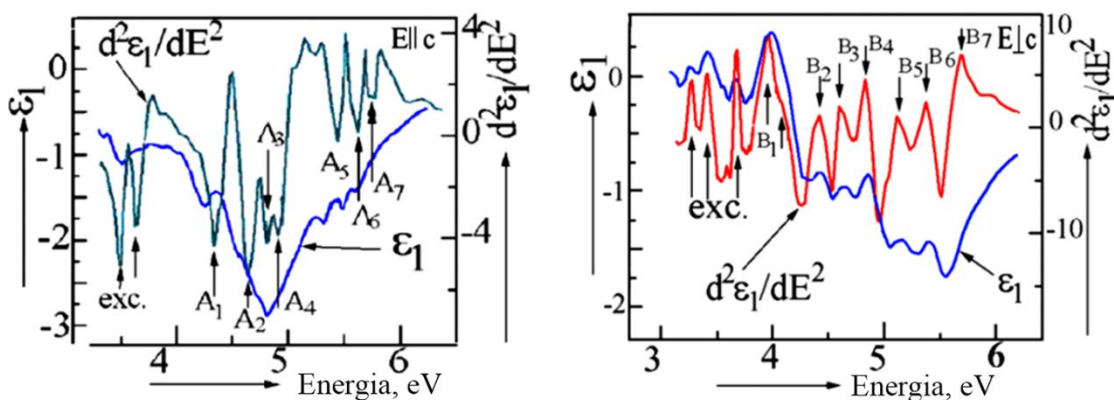 ε₁
0
-1
-2
-3
d²ε₁/dE²
E∥c
4
0
-4
d²ε₁/dE²
exc.
A₁
A₂
Λ₃
A₄
A₅
Λ₆
A₇
ε₁
4
5
6
Energia, eV
ε₁
0
-1
-2
E⊥c
10
0
-10
d²ε₁/dE²
exc.
B₁
B₂
B₃
B₄
B₅
B₆
B₇
d²ε₁/dE²
ε₁
3
4
5
6
Energia, eV